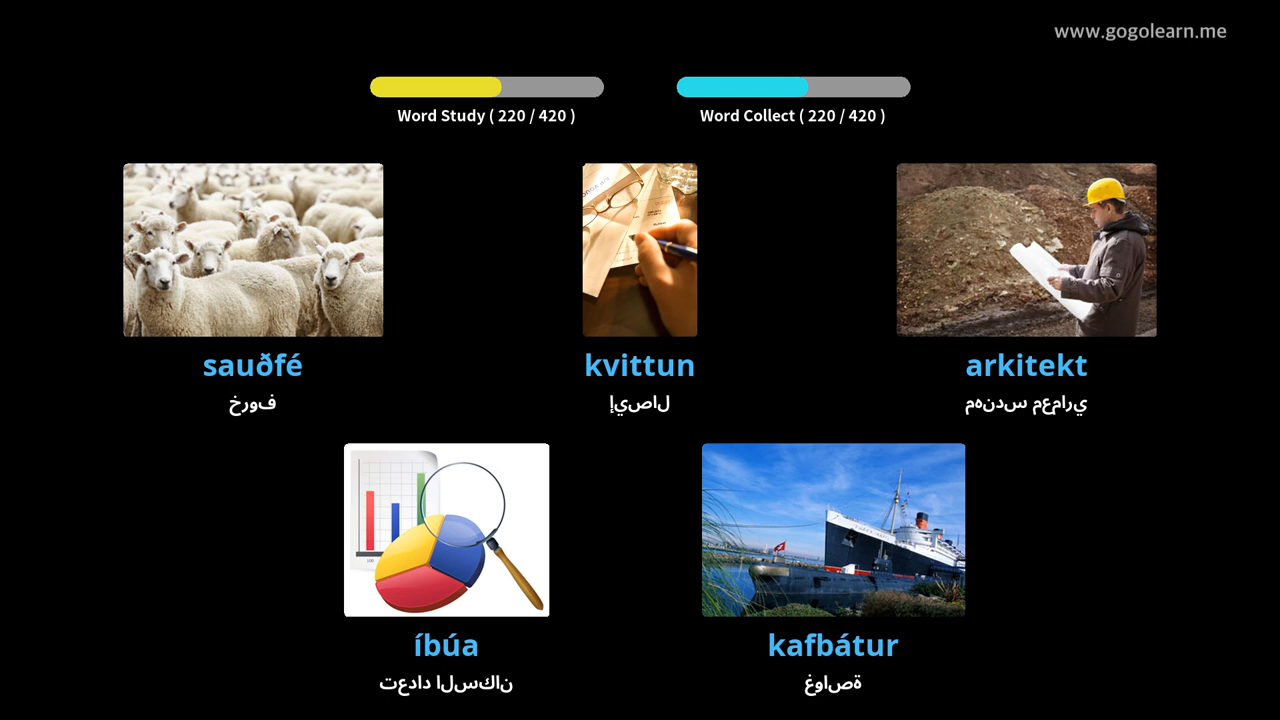 www.gogolearn.me
Word Study ( 220 / 420 )
Word Collect ( 220 / 420 )
sauðfé
خروف
kvittun
إيصال
arkitekt
مهندس معماري
íbúa
تعداد السكان
kafbátur
غواصة